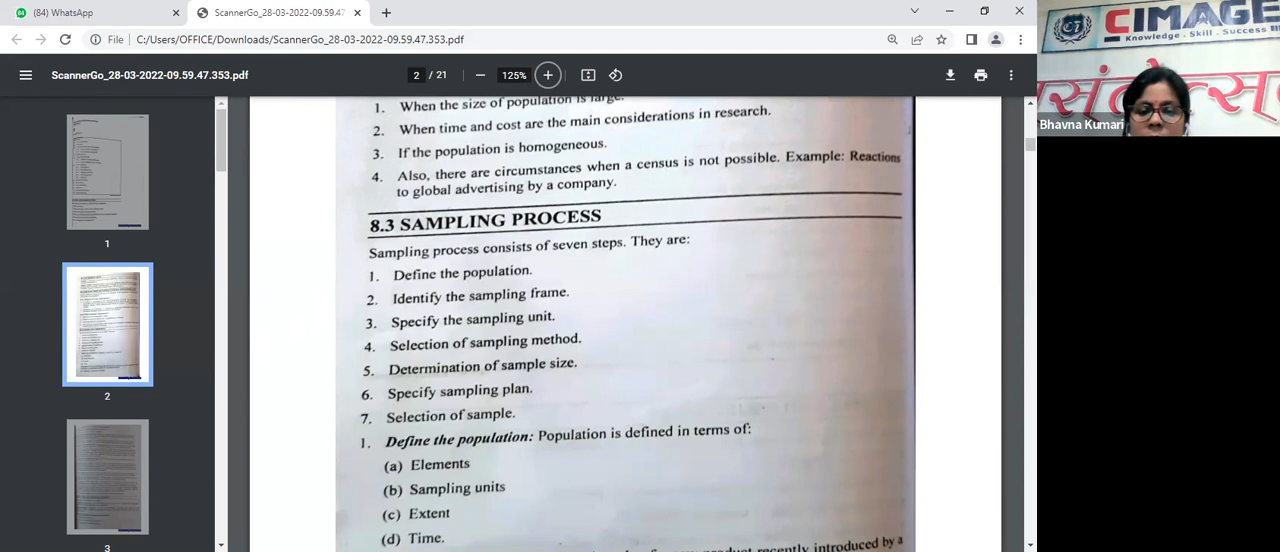 (84) WhatsApp
ScannerGo_28-03-2022-09.59.47
File
C:/Users/OFFICE/Downloads/ScannerGo_28-03-2022-09.59.47.353.pdf
ScannerGo_28-03-2022-09.59.47.353.pdf
2 / 21
125%
1
2
3
1. When the size of population is large.
2. When time and cost are the main considerations in research.
3. If the population is homogeneous.
4. Also, there are circumstances when a census is not possible. Example: Reactions
to global advertising by a company.
8.3 SAMPLING PROCESS
Sampling process consists of seven steps. They are:
1. Define the population.
2. Identify the sampling frame.
3. Specify the sampling unit.
4. Selection of sampling method.
5. Determination of sample size.
6. Specify sampling plan.
7. Selection of sample.
1. Define the population: Population is defined in terms of:
(a) Elements
(b) Sampling units
(c) Extent
(d) Time.
product recently introduced by a
CIMAGE
Knowledge . Skill . Success
Bhavna Kumari